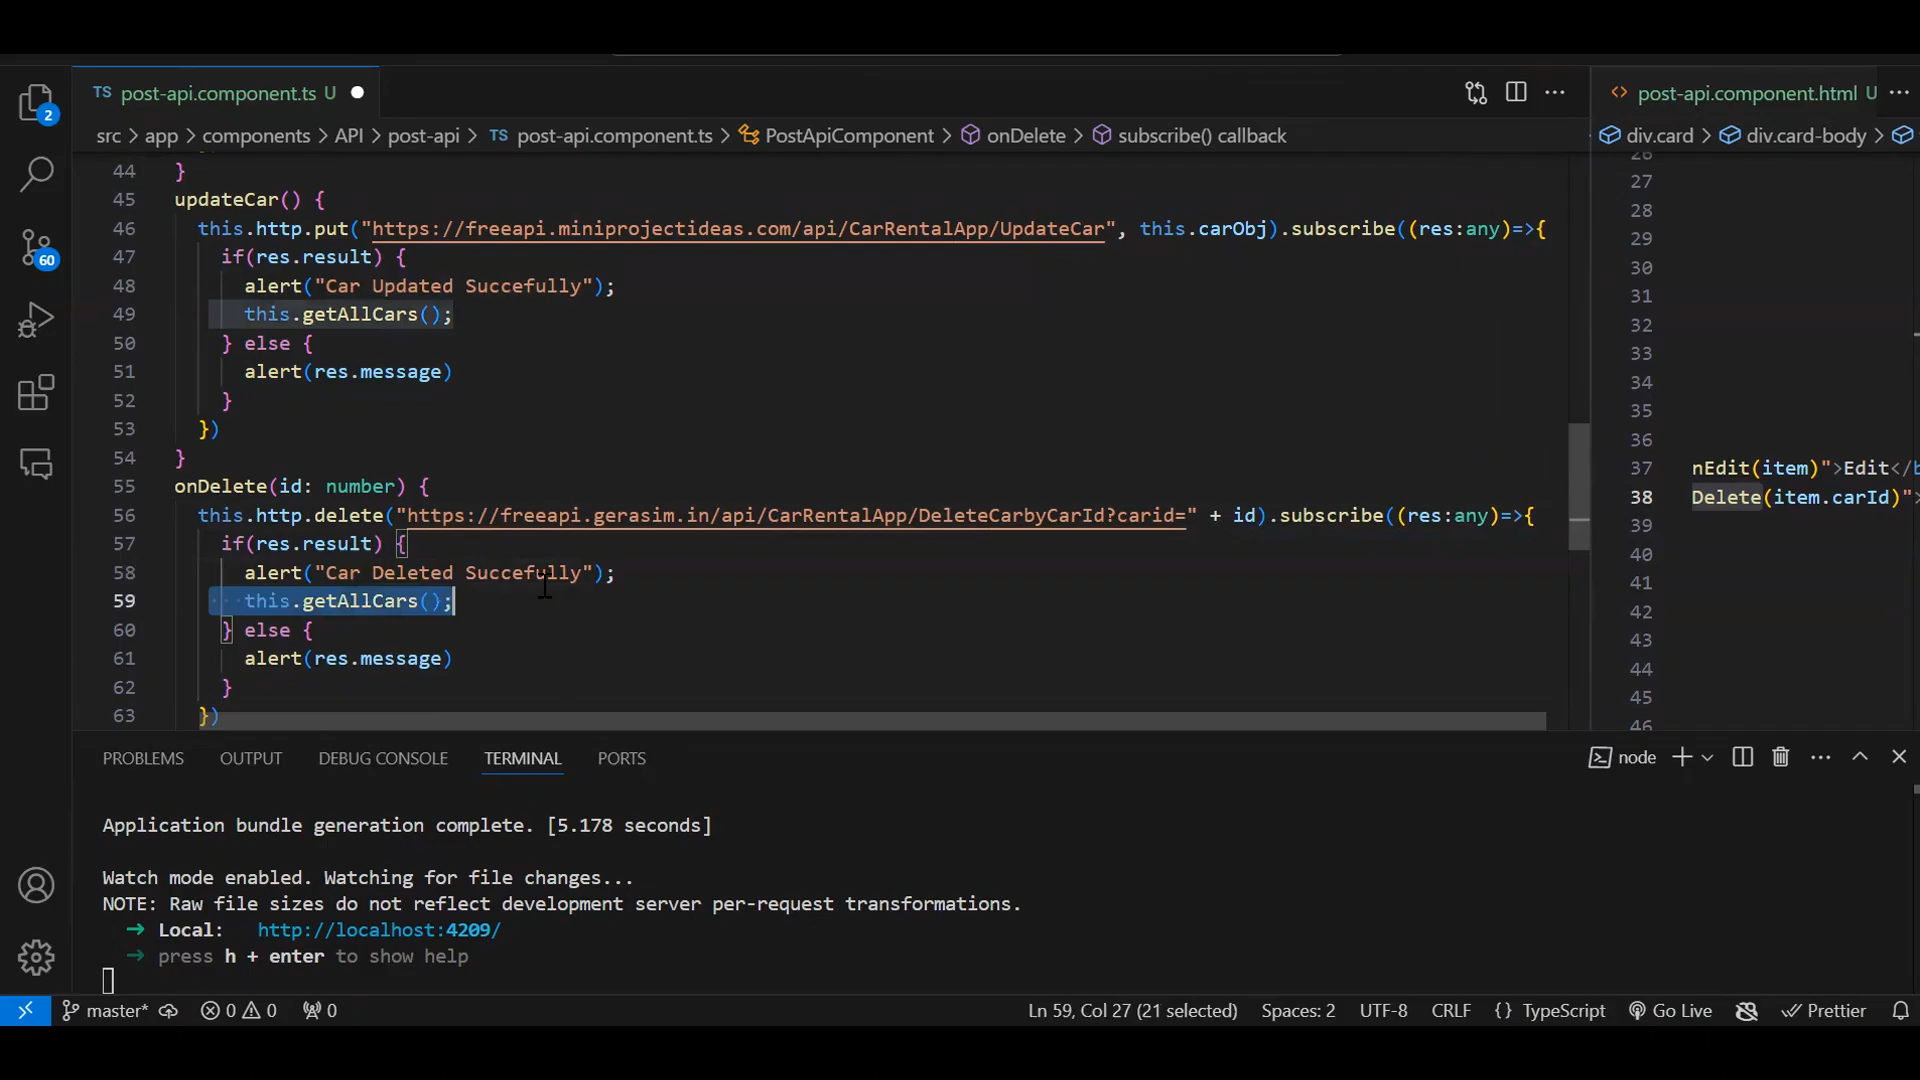 TS post-api.component.ts U
post-api.component.html U
src > app > components > API > post-api > TS post-api.component.ts > PostApiComponent > onDelete > subscribe() callback
div.card > div.card-body >
44 }
45 updateCar() {
46 this.http.put("https://freeapi.miniprojectideas.com/api/CarRentalApp/UpdateCar", this.carObj).subscribe((res:any)=>{
47 if(res.result) {
48 alert("Car Updated Succefully");
49 this.getAllCars();
50 } else {
51 alert(res.message)
52 }
53 })
54 }
55 onDelete(id: number) {
56 this.http.delete("https://freeapi.gerasim.in/api/CarRentalApp/DeleteCarbyCarId?carid=" + id).subscribe((res:any)=>{
57 if(res.result) {
58 alert("Car Deleted Succefully");
59 this.getAllCars();
60 } else {
61 alert(res.message)
62 }
63 })
26
27
28
29
30
31
32
33
34
35
36
37 nEdit(item)">Edit</b
38 Delete(item.carId)">
39
40
41
42
43
44
45
46
2
60
PROBLEMS OUTPUT DEBUG CONSOLE TERMINAL PORTS
node
Application bundle generation complete. [5.178 seconds]
Watch mode enabled. Watching for file changes...
NOTE: Raw file sizes do not reflect development server per-request transformations.
➜ Local: http://localhost:4209/
➜ press h + enter to show help
master* 0 0 0 Ln 59, Col 27 (21 selected) Spaces: 2 UTF-8 CRLF {} TypeScript Go Live Prettier